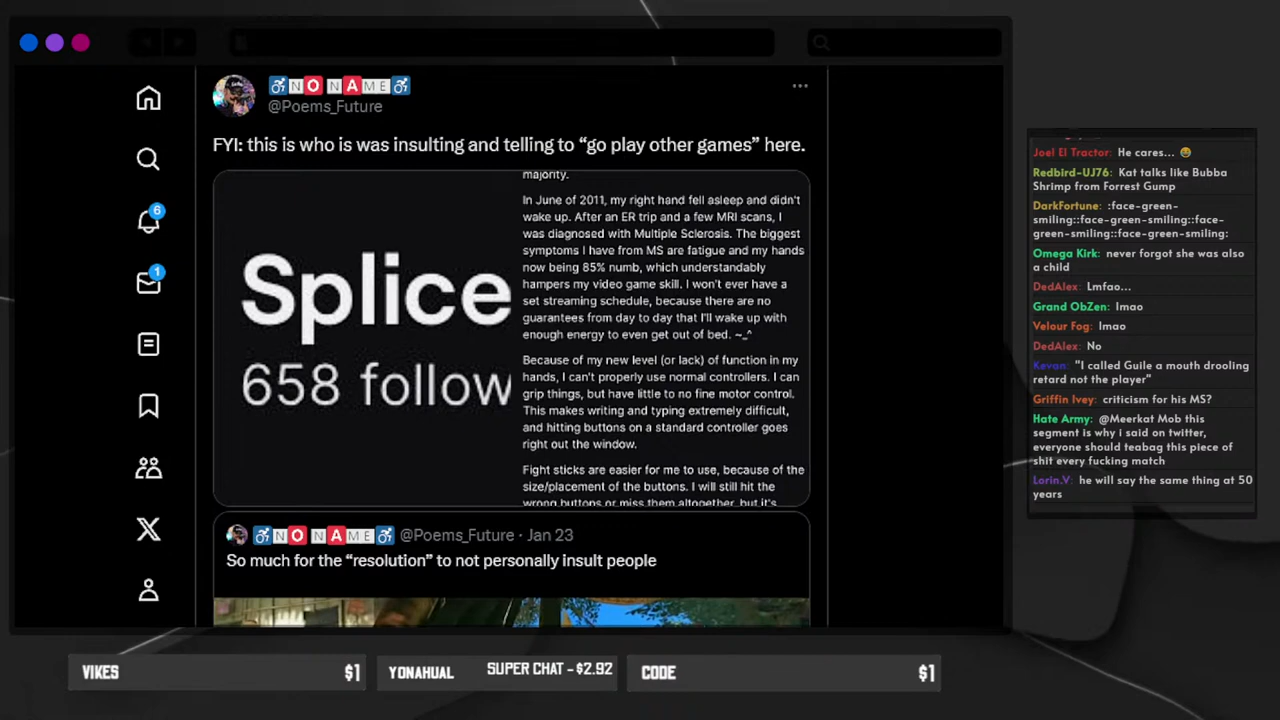 NO NAME
@Poems_Future
FYI: this is who is was insulting and telling to “go play other games” here.
Splice
658 follow
majority.
In June of 2011, my right hand fell asleep and didn't
wake up. After an ER trip and a few MRI scans, I
was diagnosed with Multiple Sclerosis. The biggest
symptoms I have from MS are fatigue and my hands
now being 85% numb, which understandably
hampers my video game skill. I won't ever have a
set streaming schedule, because there are no
guarantees from day to day that I'll wake up with
enough energy to even get out of bed. ~_^
Because of my new level (or lack) of function in my
hands, I can't properly use normal controllers. I can
grip things, but have little to no fine motor control.
This makes writing and typing extremely difficult,
and hitting buttons on a standard controller goes
right out the window.
Fight sticks are easier for me to use, because of the
size/placement of the buttons. I will still hit the
wrong buttons or miss them altogether, but it's
NO NAME @Poems_Future · Jan 23
So much for the “resolution” to not personally insult people
6
1
Joel El Tractor: He cares...
Redbird-UJ76: Kat talks like Bubba
Shrimp from Forrest Gump
DarkFortune: :face-green-
smiling::face-green-smiling::face-
green-smiling::face-green-smiling:
Omega Kirk: never forgot she was also
a child
DedAlex: Lmfao...
Grand ObZen: lmao
Velour Fog: lmao
DedAlex: No
Kevan: "I called Guile a mouth drooling
retard not the player"
Griffin Ivey: criticism for his MS?
Hate Army: @Meerkat Mob this
segment is why i said on twitter,
everyone should teabag this piece of
shit every fucking match
Lorin.V: he will say the same thing at 50
years
VIKES $1
YONAHUAL SUPER CHAT - $2.92
CODE $1